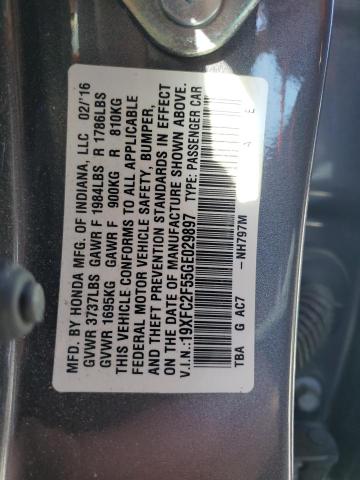 MFD. BY HONDA MFG. OF INDIANA, LLC 02/'16
GVWR 3737LBS GAWR F 1984LBS R 1786LBS
GVWR 1695KG GAWR F 900KG R 810KG
THIS VEHICLE CONFORMS TO ALL APPLICABLE
FEDERAL MOTOR VEHICLE SAFETY, BUMPER,
AND THEFT PREVENTION STANDARDS IN EFFECT
ON THE DATE OF MANUFACTURE SHOWN ABOVE.
V.I.N.:19XFC2F55GE029897 TYPE: PASSENGER CAR
TBA G AC7 -NH797M A E